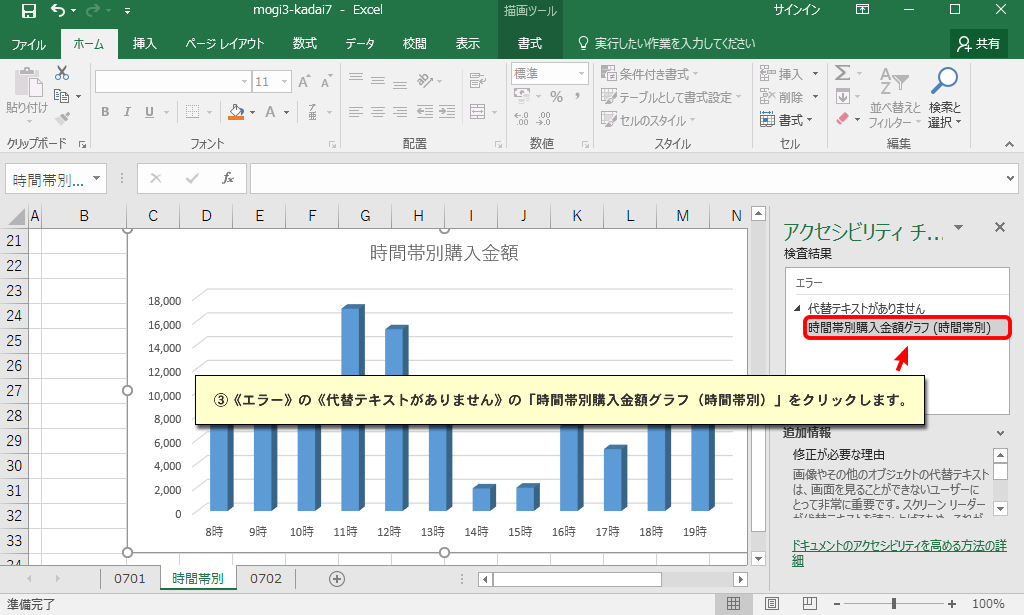 mogi3-kadai7 - Excel
描画ツール
サインイン
ファイル ホーム 挿入 ページ レイアウト 数式 データ 校閲 表示 書式 実行したい作業を入力してください 共有
貼り付け
クリップボード
11
B I U
フォント
配置
標準
%
数値
条件付き書式
テーブルとして書式設定
セルのスタイル
スタイル
挿入
削除
書式
セル
並べ替えと
フィルター
検索と
選択
編集
時間帯別...
fx
A B C D E F G H I J K L M N
21
22
23
24
25
26
27
28
29
30
31
32
33
34
時間帯別購入金額
18,000
16,000
14,000
12,000
10,000
8,000
6,000
4,000
2,000
0
8時 9時 10時 11時 12時 13時 14時 15時 16時 17時 18時 19時
③《エラー》の《代替テキストがありません》の「時間帯別購入金額グラフ（時間帯別）」をクリックします。
アクセシビリティ チ...
検査結果
エラー
代替テキストがありません
時間帯別購入金額グラフ (時間帯別)
追加情報
修正が必要な理由
画像やその他のオブジェクトの代替テキスト
は、画面を見ることができないユーザーに
とって非常に重要です。スクリーン リーダー
ドキュメントのアクセシビリティを高める方法の詳
細
0701 時間帯別 0702
準備完了
100%